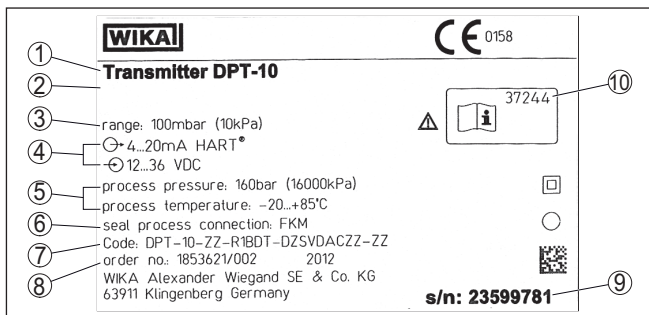 WIKA
CE 0158
① Transmitter DPT-10
②
37244 ⑩
i
③ range: 100mbar (10kPa)
④ 4...20mA HART®
12...36 VDC
⑤ process pressure: 160bar (16000kPa)
process temperature: -20...+85°C
⑥ seal process connection: FKM
⑦ Code: DPT-10-ZZ-R1BDT-DZSVDACZZ-ZZ
⑧ order no.: 1853621/002 2012
WIKA Alexander Wiegand SE & Co. KG
63911 Klingenberg Germany
s/n: 23599781 ⑨